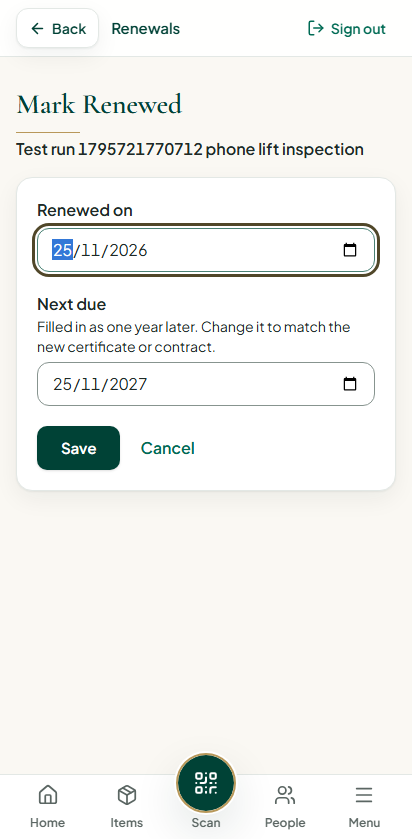 Back
Renewals
Sign out
Mark Renewed
Test run 1795721770712 phone lift inspection
Renewed on
25/11/2026
Next due
Filled in as one year later. Change it to match the
new certificate or contract.
25/11/2027
Save
Cancel
Home
Items
Scan
People
Menu